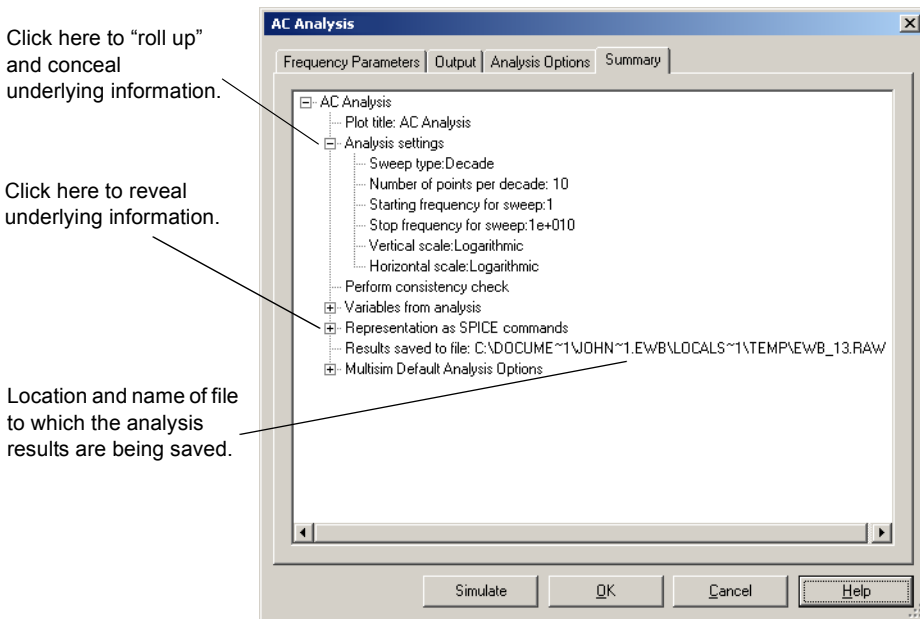 Click here to “roll up”
and conceal
underlying information.
Click here to reveal
underlying information.
Location and name of file
to which the analysis
results are being saved.
AC Analysis
Frequency Parameters
Output
Analysis Options
Summary
AC Analysis
Plot title: AC Analysis
Analysis settings
Sweep type:Decade
Number of points per decade: 10
Starting frequency for sweep:1
Stop frequency for sweep:1e+010
Vertical scale:Logarithmic
Horizontal scale:Logarithmic
Perform consistency check
Variables from analysis
Representation as SPICE commands
Results saved to file: C:\DOCUME~1\JOHN~1.EWB\LOCALS~1\TEMP\EWB_13.RAW
Multisim Default Analysis Options
Simulate
OK
Cancel
Help